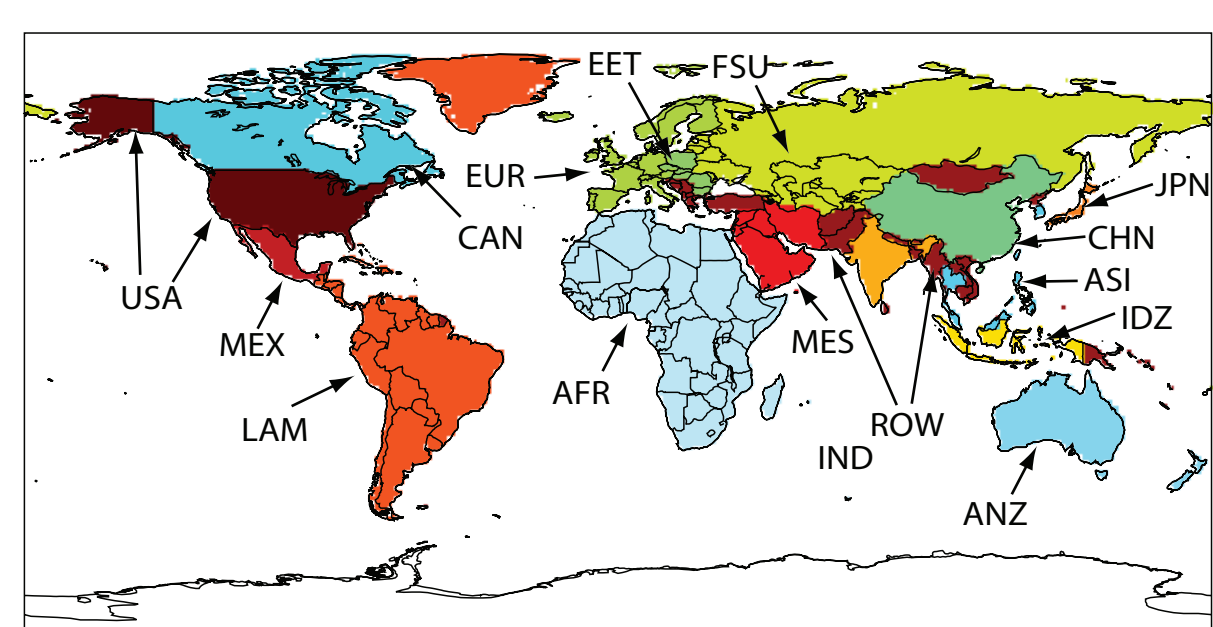 EET
FSU
EUR
JPN
CAN
CHN
ASI
USA
IDZ
MEX
MES
AFR
ROW
LAM
IND
ANZ